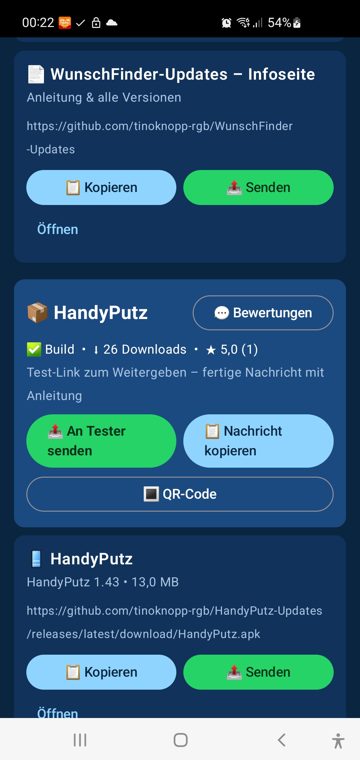 00:22 54%
📄 WunschFinder-Updates – Infoseite
Anleitung & alle Versionen
https://github.com/tinoknopp-rgb/WunschFinder
-Updates
📋 Kopieren 📤 Senden
Öffnen
📦 HandyPutz 💬 Bewertungen
✅ Build • ⬇ 26 Downloads • ★ 5,0 (1)
Test-Link zum Weitergeben – fertige Nachricht mit
Anleitung
📤 An Tester
senden
📋 Nachricht
kopieren
🔳 QR-Code
📱 HandyPutz
HandyPutz 1.43 • 13,0 MB
https://github.com/tinoknopp-rgb/HandyPutz-Updates
/releases/latest/download/HandyPutz.apk
📋 Kopieren 📤 Senden
Öffnen